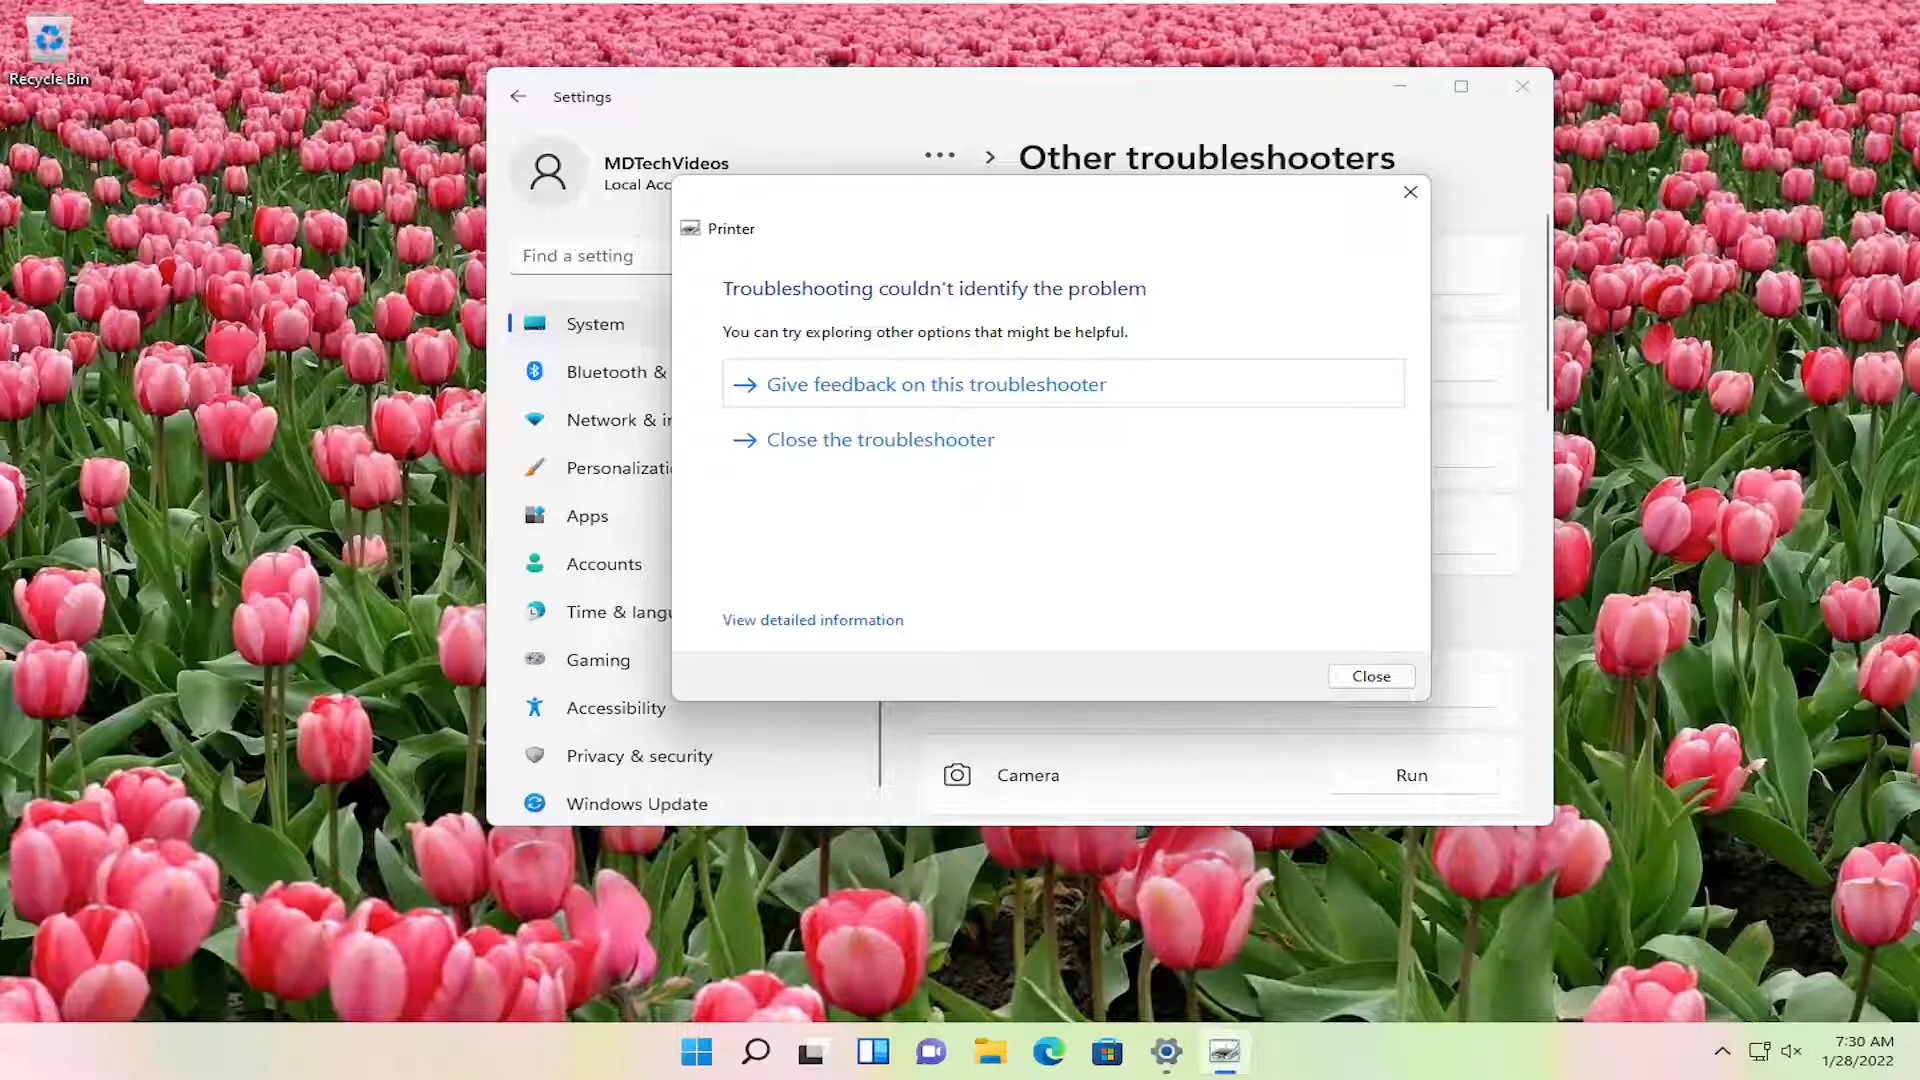 Recycle Bin
Settings
MDTechVideos
Local Acc
Find a setting
System
Bluetooth &
Network & in
Personalizati
Apps
Accounts
Time & langu
Gaming
Accessibility
Privacy & security
Windows Update
... > Other troubleshooters
Printer
Troubleshooting couldn't identify the problem
You can try exploring other options that might be helpful.
→ Give feedback on this troubleshooter
→ Close the troubleshooter
View detailed information
Close
Camera
Run
7:30 AM
1/28/2022